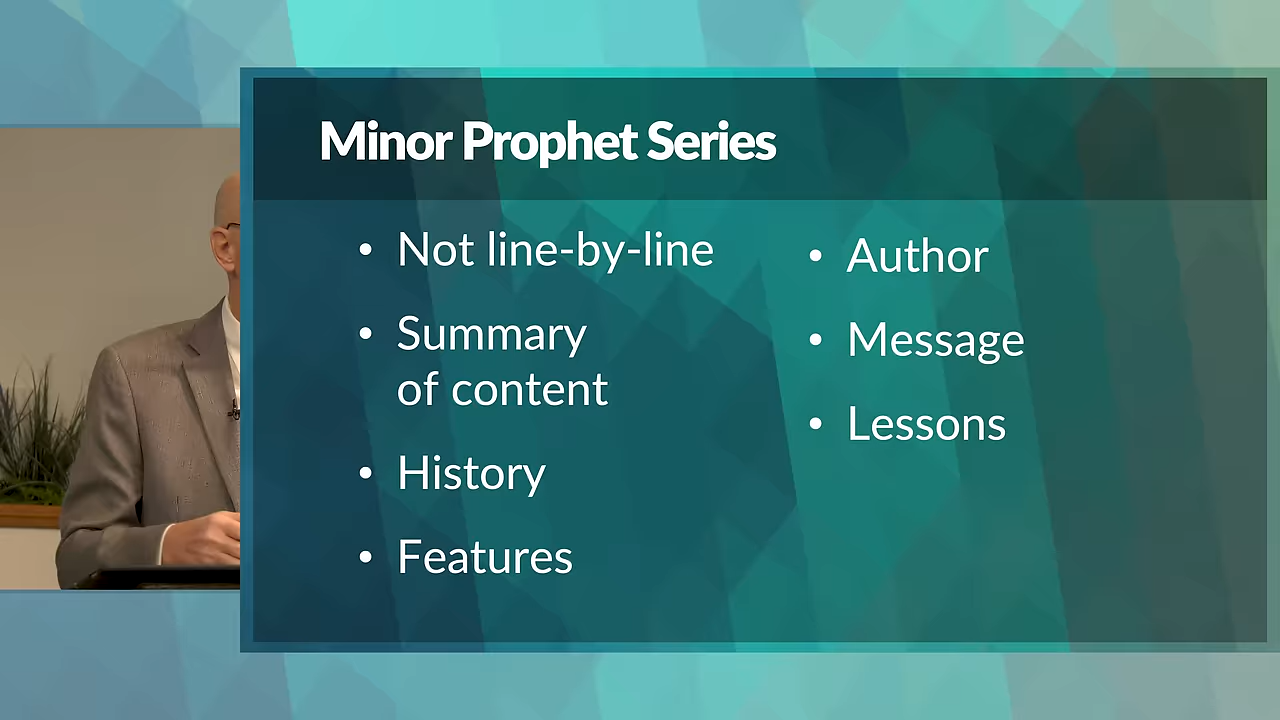 Minor Prophet Series
• Not line-by-line
• Summary
of content
• History
• Features
• Author
• Message
• Lessons